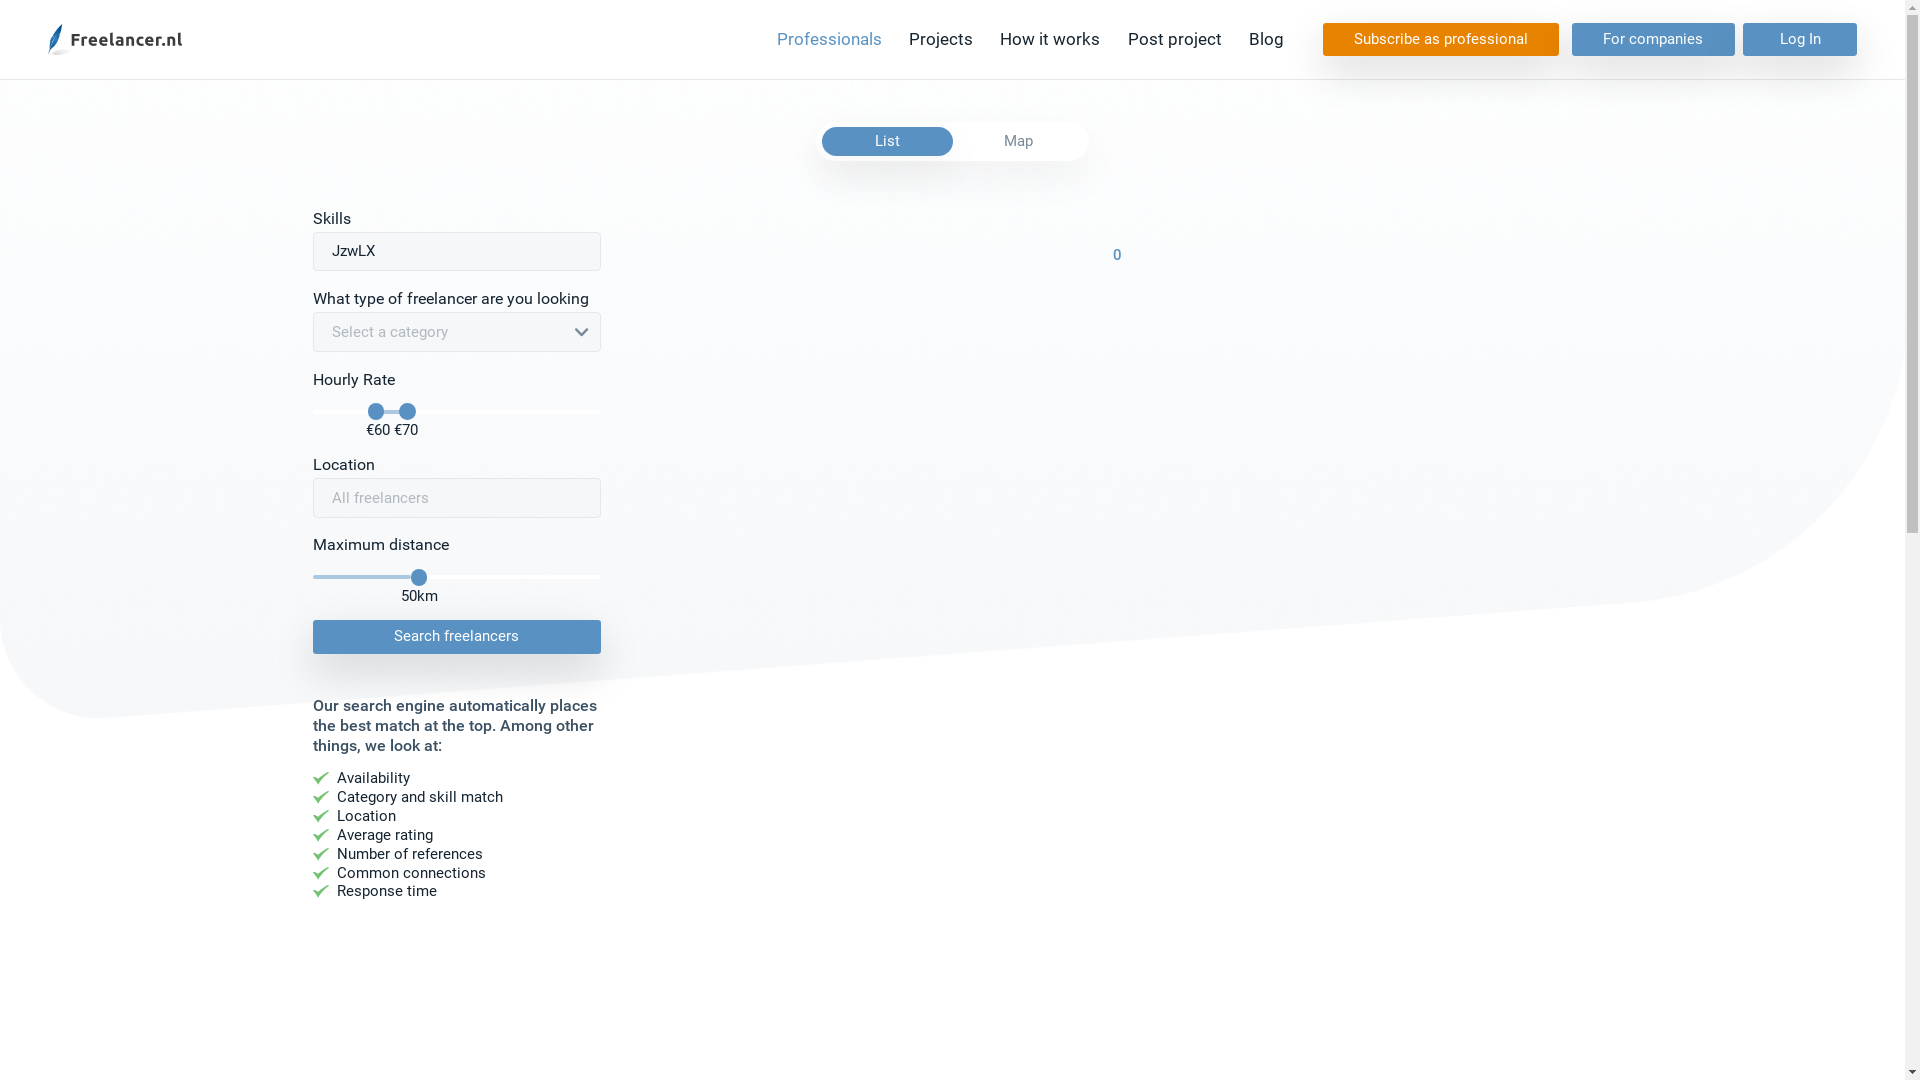 Freelancer.nl
Professionals
Projects
How it works
Post project
Blog
Subscribe as professional
For companies
Log In
List
Map
Skills
JzwLX
0
What type of freelancer are you looking
Select a category
Hourly Rate
€60 €70
Location
All freelancers
Maximum distance
50km
Search freelancers
Our search engine automatically places
the best match at the top. Among other
things, we look at:
Availability
Category and skill match
Location
Average rating
Number of references
Common connections
Response time